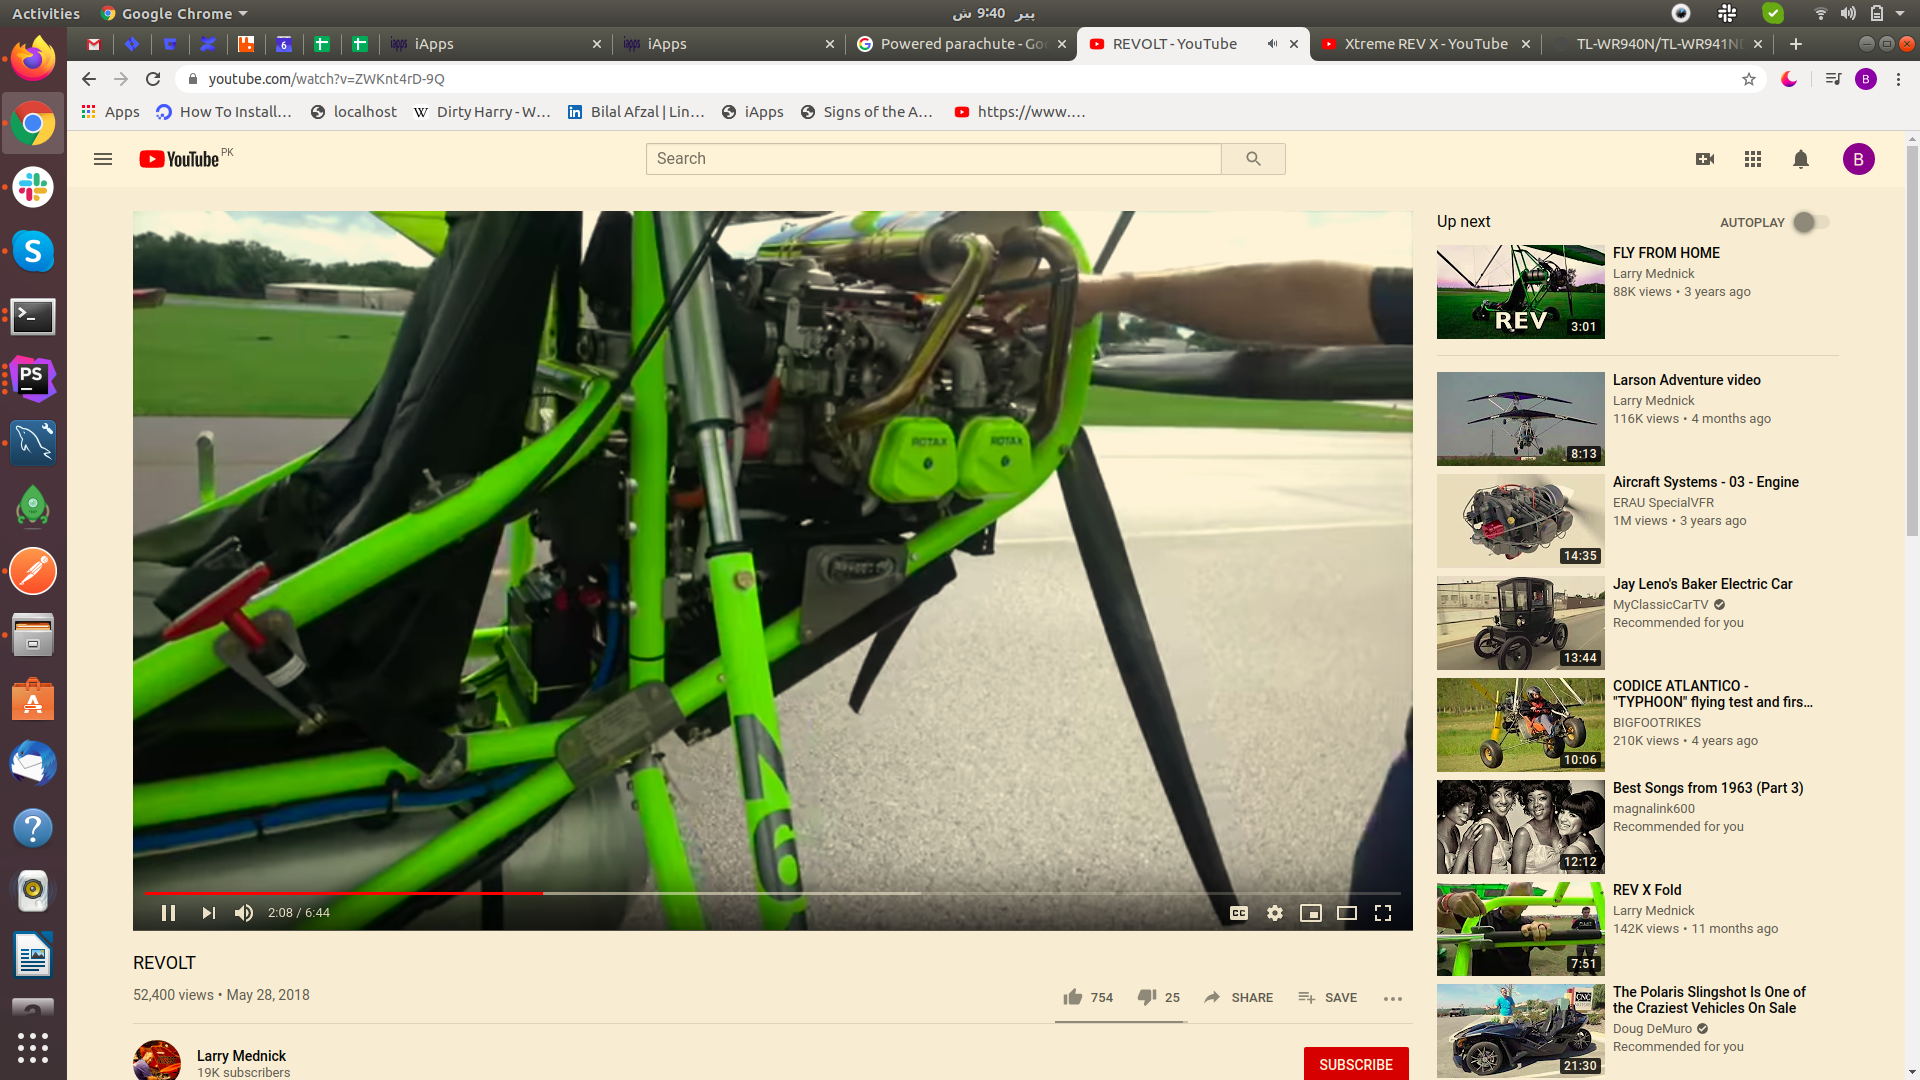 Activities
Google Chrome
پیر 9:40 ش
6
iApps
iApps
Powered parachute - Goo
REVOLT - YouTube
Xtreme REV X - YouTube
TL-WR940N/TL-WR941ND
youtube.com/watch?v=ZWKnt4rD-9Q
B
Apps
How To Install...
localhost
W
Dirty Harry - W...
in
Bilal Afzal | Lin...
iApps
Signs of the A...
https://www....
YouTube PK
Search
B
ROTAX
ROTAX
2:08 / 6:44
CC
REVOLT
52,400 views • May 28, 2018
754
25
SHARE
SAVE
Larry Mednick
19K subscribers
SUBSCRIBE
Up next
AUTOPLAY
REV
3:01
FLY FROM HOME
Larry Mednick
88K views • 3 years ago
8:13
Larson Adventure video
Larry Mednick
116K views • 4 months ago
14:35
Aircraft Systems - 03 - Engine
ERAU SpecialVFR
1M views • 3 years ago
13:44
Jay Leno's Baker Electric Car
MyClassicCarTV
Recommended for you
10:06
CODICE ATLANTICO -
"TYPHOON" flying test and firs...
BIGFOOTRIKES
210K views • 4 years ago
12:12
Best Songs from 1963 (Part 3)
magnalink600
Recommended for you
7:51
REV X Fold
Larry Mednick
142K views • 11 months ago
21:30
The Polaris Slingshot Is One of
the Craziest Vehicles On Sale
Doug DeMuro
Recommended for you
S
>_
PS
A
?